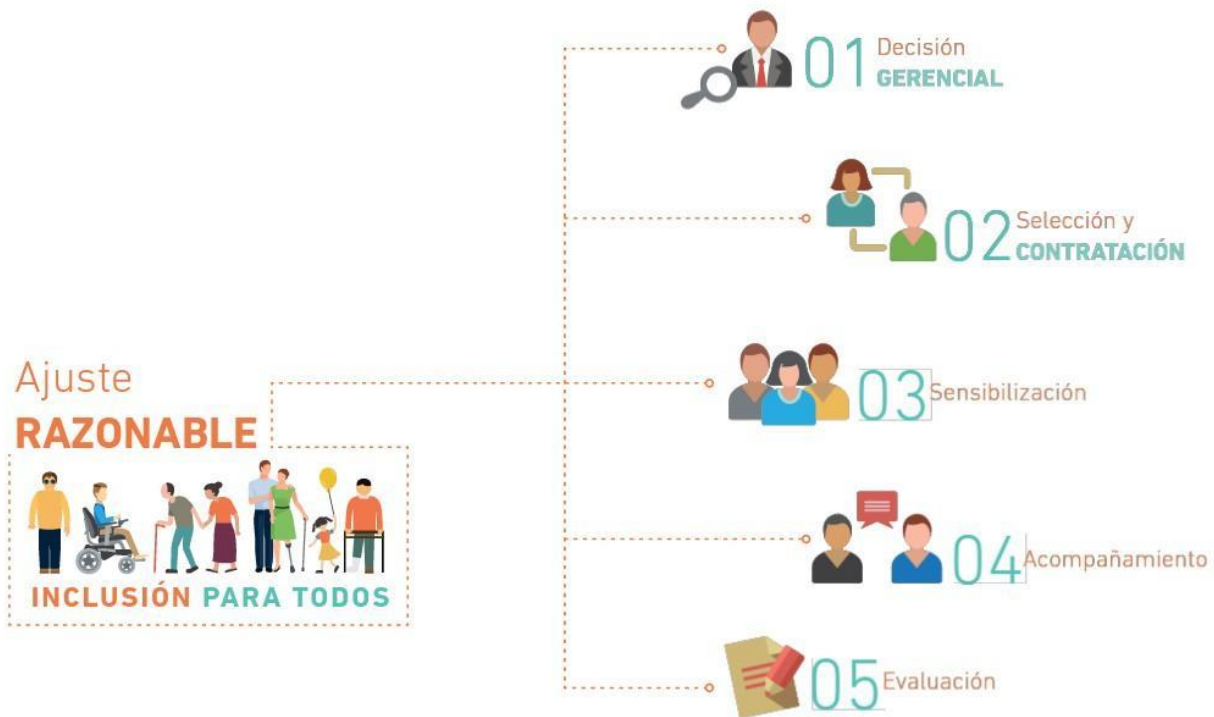 Ajuste
RAZONABLE
INCLUSIÓN PARA TODOS
01 Decisión
GERENCIAL
02 Selección y
CONTRATACIÓN
03 Sensibilización
04 Acompañamiento
05 Evaluación